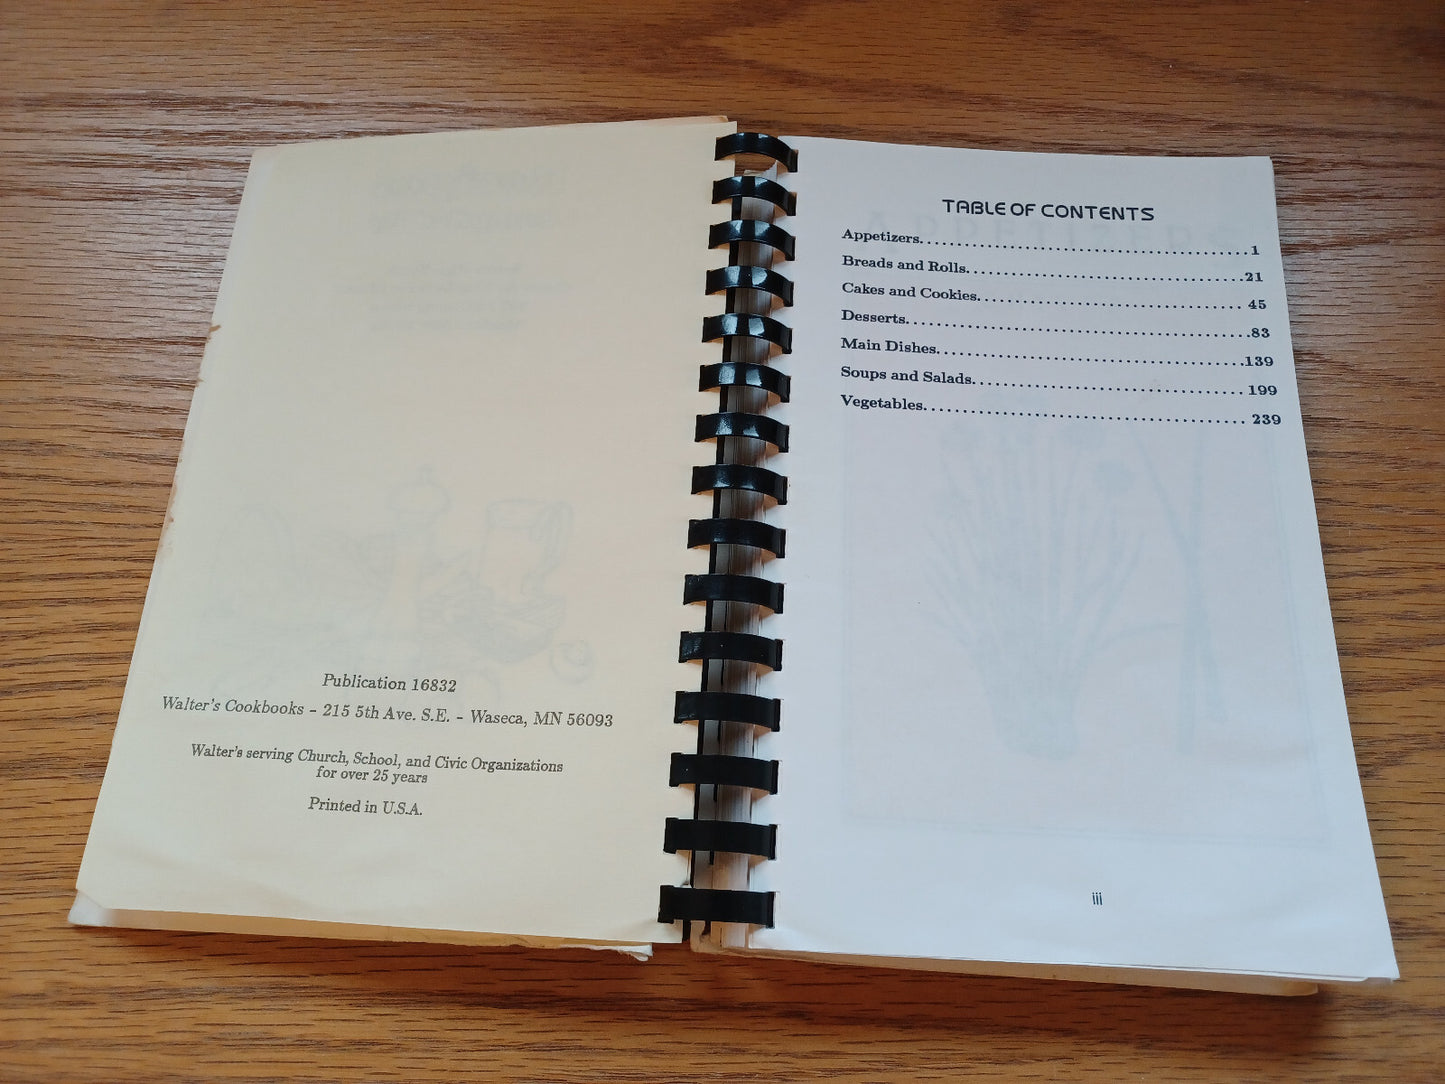 Publication 16832
Walter's Cookbooks - 215 5th Ave. S.E. - Waseca, MN 56093
Walter's serving Church, School, and Civic Organizations
for over 25 years
Printed in U.S.A.
TABLE OF CONTENTS
Appetizers. . . . . . . . . . . . . . . . . . . . . . . . . . . . . . . . . . . . . . . . 1
Breads and Rolls. . . . . . . . . . . . . . . . . . . . . . . . . . . . . . . . . . 21
Cakes and Cookies. . . . . . . . . . . . . . . . . . . . . . . . . . . . . . . . 45
Desserts. . . . . . . . . . . . . . . . . . . . . . . . . . . . . . . . . . . . . . . . . 83
Main Dishes. . . . . . . . . . . . . . . . . . . . . . . . . . . . . . . . . . . . . 139
Soups and Salads. . . . . . . . . . . . . . . . . . . . . . . . . . . . . . . . . 199
Vegetables. . . . . . . . . . . . . . . . . . . . . . . . . . . . . . . . . . . . . . . 239
iii